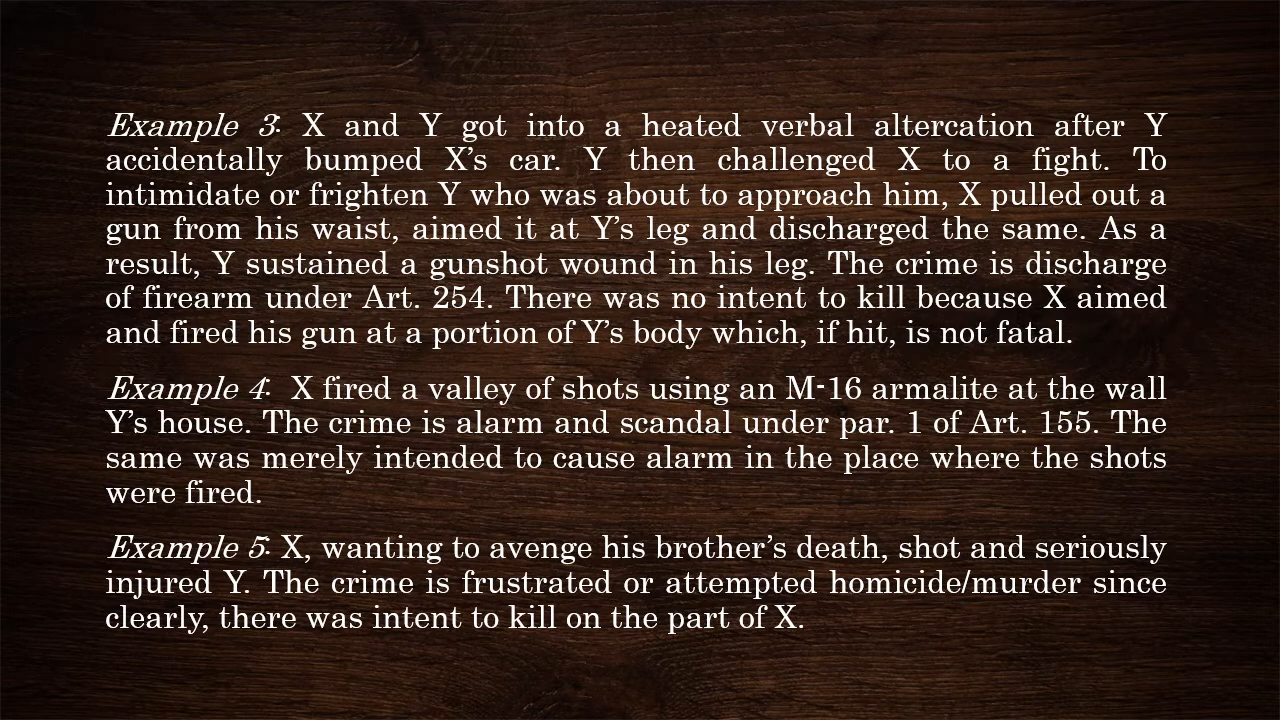 Example 3: X and Y got into a heated verbal altercation after Y
accidentally bumped X’s car. Y then challenged X to a fight. To
intimidate or frighten Y who was about to approach him, X pulled out a
gun from his waist, aimed it at Y’s leg and discharged the same. As a
result, Y sustained a gunshot wound in his leg. The crime is discharge
of firearm under Art. 254. There was no intent to kill because X aimed
and fired his gun at a portion of Y’s body which, if hit, is not fatal.
Example 4: X fired a valley of shots using an M-16 armalite at the wall
Y’s house. The crime is alarm and scandal under par. 1 of Art. 155. The
same was merely intended to cause alarm in the place where the shots
were fired.
Example 5: X, wanting to avenge his brother’s death, shot and seriously
injured Y. The crime is frustrated or attempted homicide/murder since
clearly, there was intent to kill on the part of X.